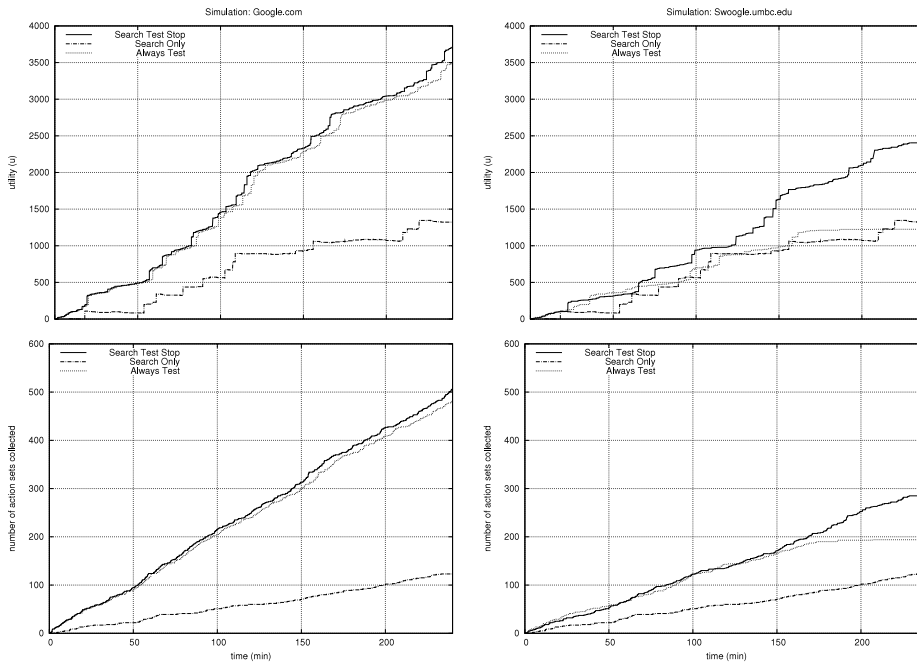 Simulation: Google.com
4000
3500
3000
2500
2000
1500
1000
500
0
utility (u)
Search Test Stop
Search Only
Always Test
Simulation: Swoogle.umbc.edu
4000
3500
3000
2500
2000
1500
1000
500
0
utility (u)
Search Test Stop
Search Only
Always Test
600
500
400
300
200
100
0
number of action sets collected
Search Test Stop
Search Only
Always Test
0 50 100 150 200
time (min)
600
500
400
300
200
100
0
number of action sets collected
Search Test Stop
Search Only
Always Test
0 50 100 150 200
time (min)